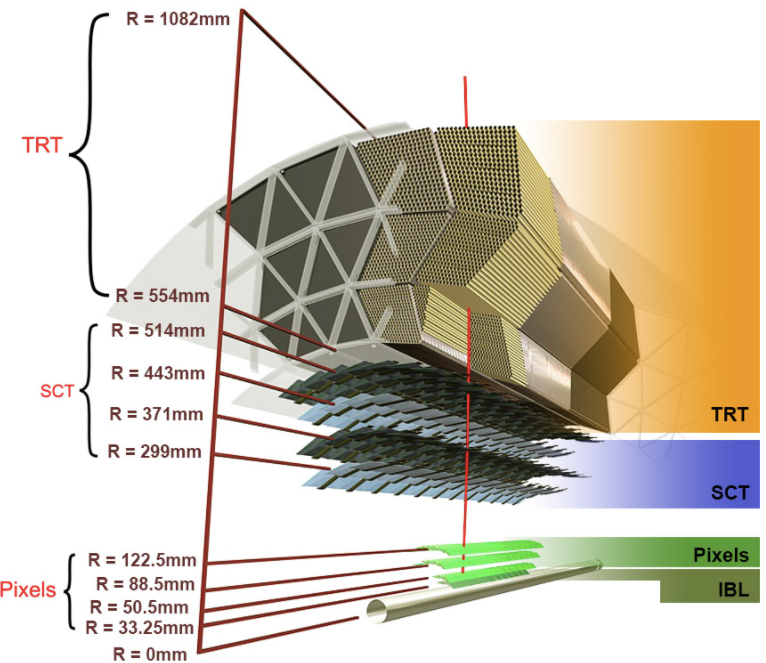 R = 1082mm
TRT
R = 554mm
R = 514mm
R = 443mm
SCT
R = 371mm
R = 299mm
TRT
SCT
R = 122.5mm
Pixels
R = 88.5mm
Pixels
IBL
R = 50.5mm
R = 33.25mm
R = 0mm